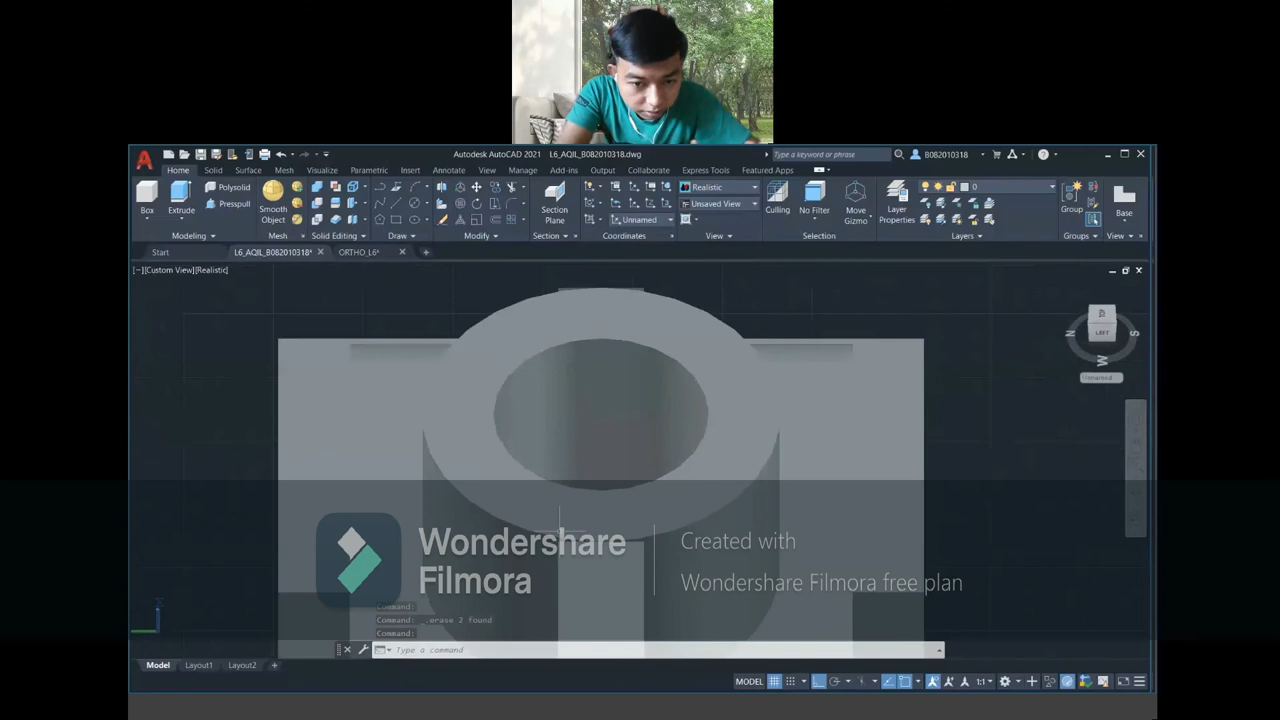 Autodesk AutoCAD 2021 L6_AQIL_B082010318.dwg
Type a keyword or phrase
B082010318
Home Solid Surface Mesh Visualize Parametric Insert Annotate View Manage Add-ins Output Collaborate Express Tools Featured Apps
Box
Extrude
Polysolid
Presspull
Smooth
Object
Section
Plane
Realistic
Unsaved View
Unnamed
Culling
No Filter
Move
Gizmo
Layer
Properties
0
Group
Base
Modeling
Mesh
Solid Editing
Draw
Modify
Section
Coordinates
View
Selection
Layers
Groups
View
Start
L6_AQIL_B082010318*
ORTHO_L6*
[−][Custom View][Realistic]
LEFT
N
S
W
Unnamed
Wondershare
Filmora
Created with
Wondershare Filmora free plan
Command:
Command: _.erase 2 found
Command:
Type a command
Model Layout1 Layout2
MODEL
1:1